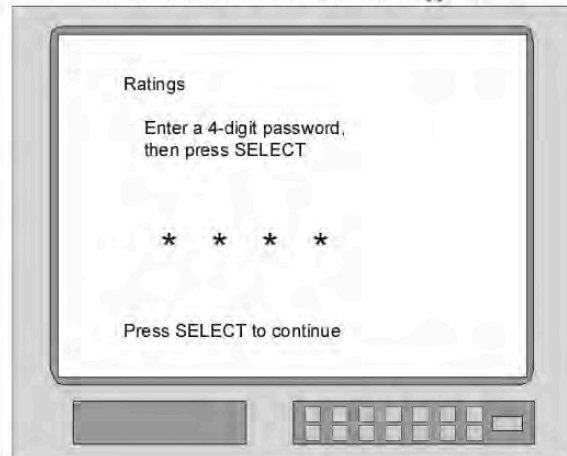 Ratings
Enter a 4-digit password,
then press SELECT
* * * *
Press SELECT to continue